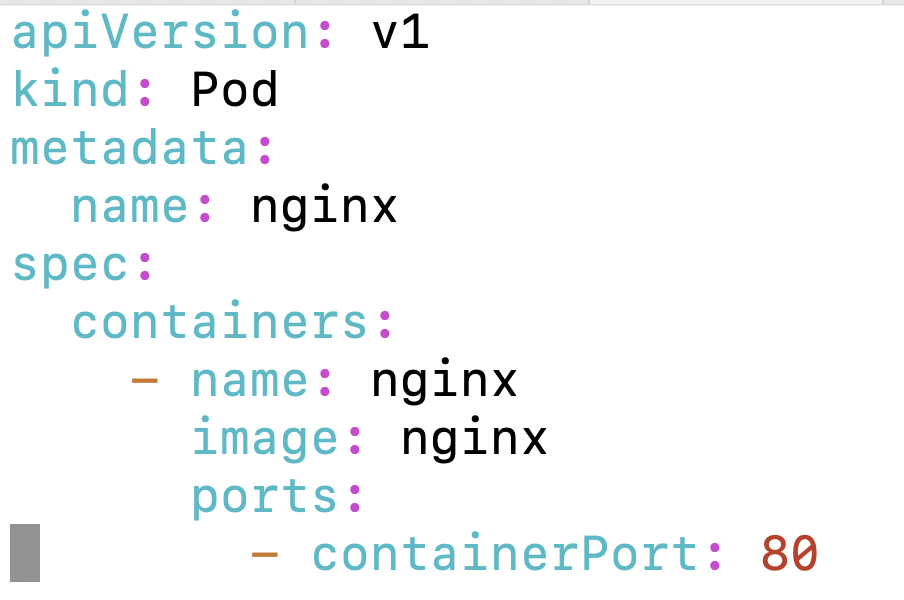 apiVersion: v1
kind: Pod
metadata:
  name: nginx
spec:
  containers:
    - name: nginx
      image: nginx
      ports:
        - containerPort: 80